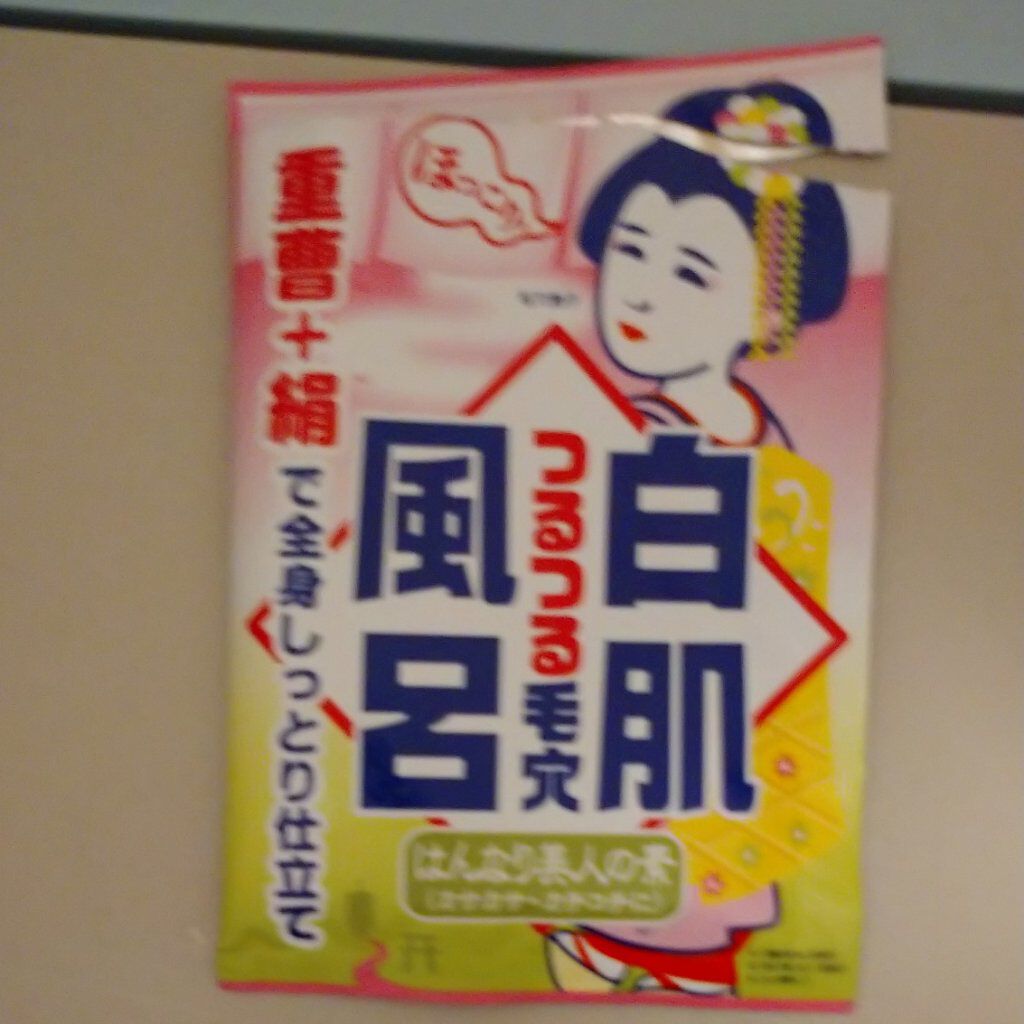 ほっこり
白肌
つるつる毛穴
風呂
重曹+絹で全身しっとり仕立て
はんなり美人の素